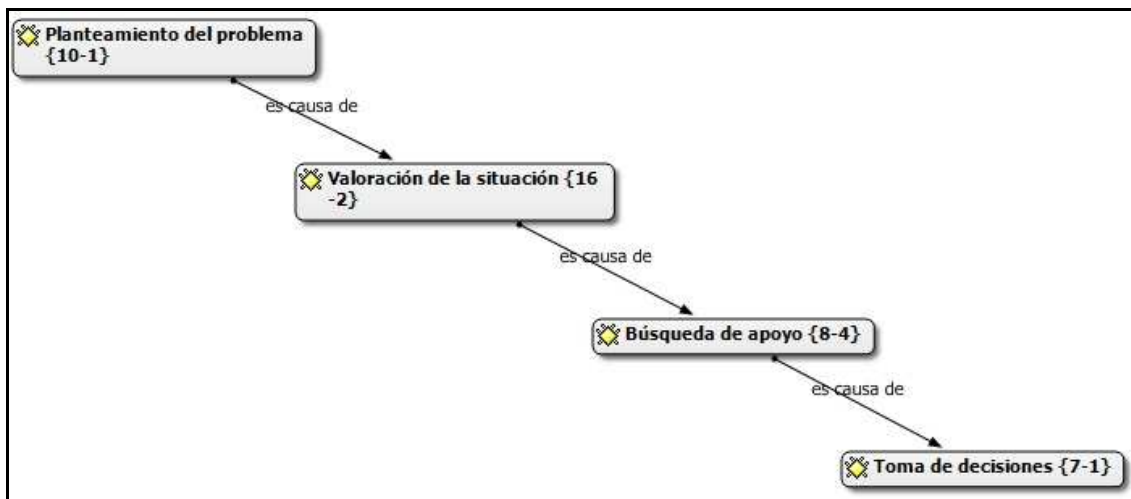 Planteamiento del problema
{10-1}
es causa de
Valoración de la situación {16
-2}
es causa de
Búsqueda de apoyo {8-4}
es causa de
Toma de decisiones {7-1}